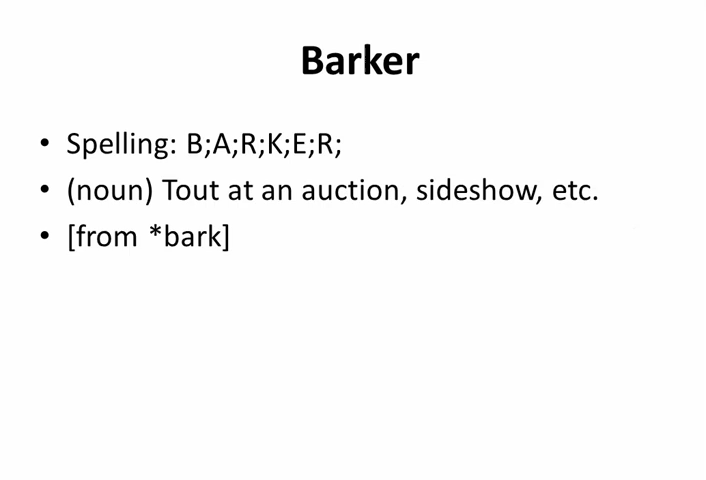 Barker
• Spelling: B;A;R;K;E;R;
• (noun) Tout at an auction, sideshow, etc.
• [from *bark]